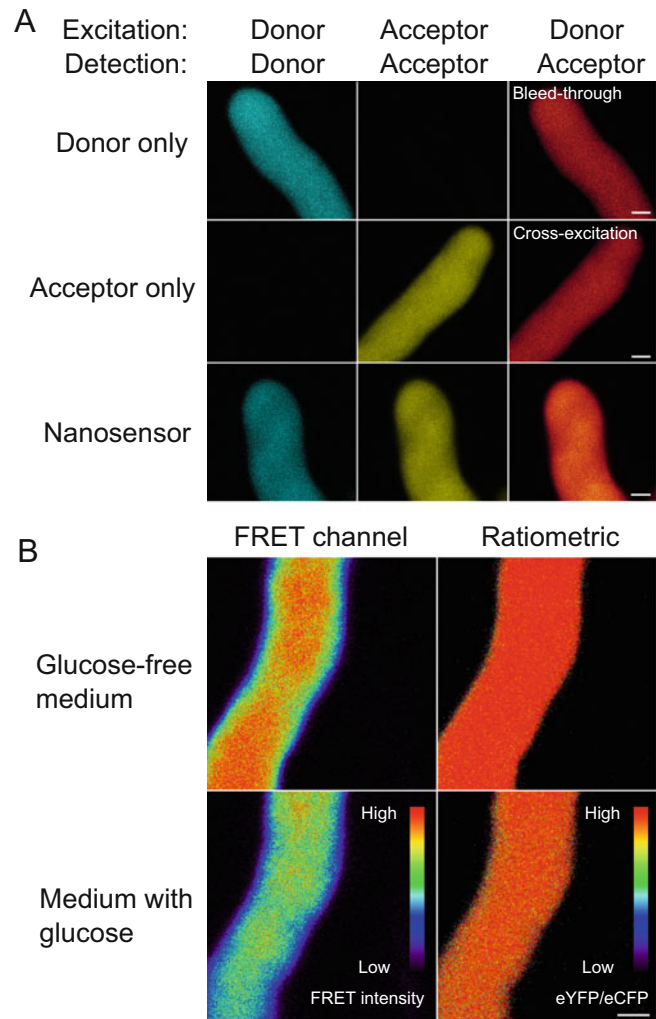 A
Excitation: Donor Acceptor Donor
Detection: Donor Acceptor Acceptor
Donor only
Bleed-through
Acceptor only
Cross-excitation
Nanosensor
B
FRET channel Ratiometric
Glucose-free
medium
Medium with
glucose
High
Low
FRET intensity
High
Low
eYFP/eCFP